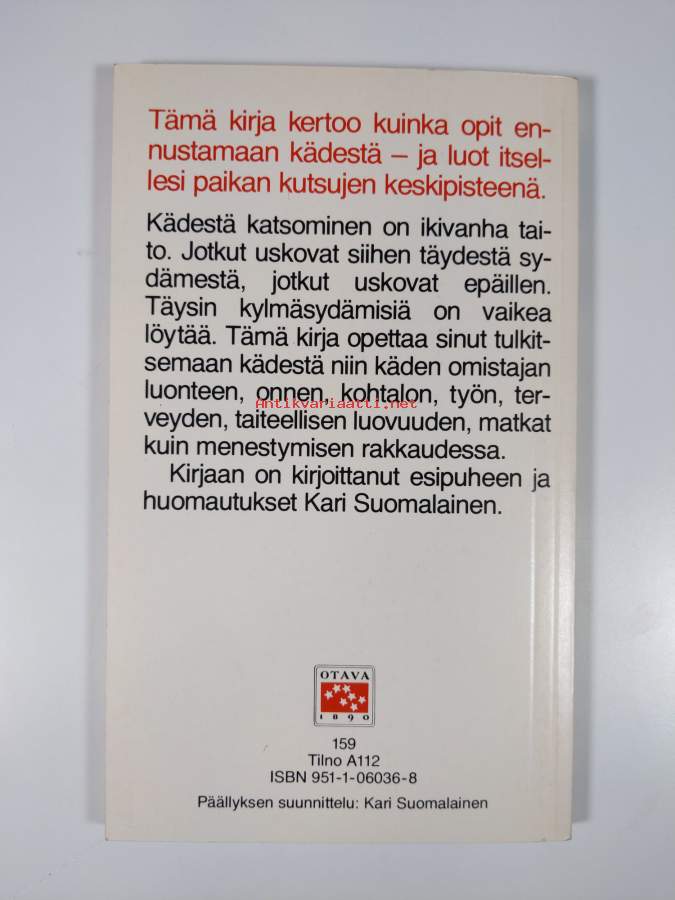 Tämä kirja kertoo kuinka opit en-
nustamaan kädestä – ja luot itsel-
lesi paikan kutsujen keskipisteenä.
Kädestä katsominen on ikivanha tai-
to. Jotkut uskovat siihen täydestä sy-
dämestä, jotkut uskovat epäillen.
Täysin kylmäsydämisiä on vaikea
löytää. Tämä kirja opettaa sinut tulkit-
semaan kädestä niin käden omistajan
luonteen, onnen, kohtalon, työn, ter-
Antikvariaatti.net
veyden, taiteellisen luovuuden, matkat
kuin menestymisen rakkaudessa.
Kirjaan on kirjoittanut esipuheen ja
huomautukset Kari Suomalainen.
OTAVA
1890
159
Tilno A112
ISBN 951-1-06036-8
Päällyksen suunnittelu: Kari Suomalainen